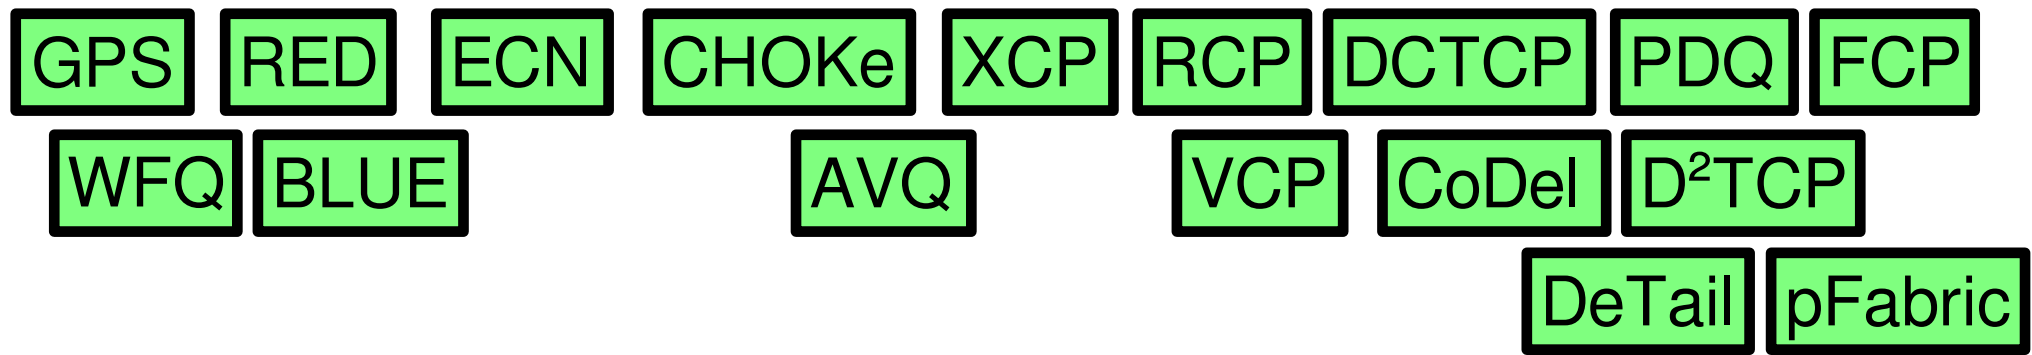 GPS RED ECN CHOKe XCP RCP DCTCP PDQ FCP
WFQ BLUE AVQ VCP CoDel D²TCP
DeTail pFabric